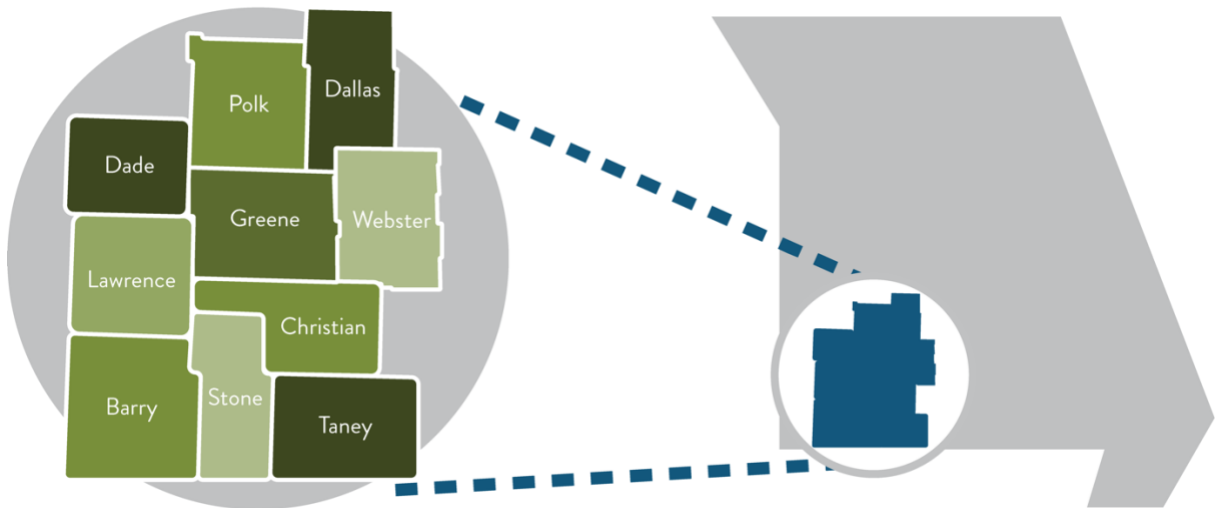 Dallas
Polk
Dade
Greene
Webster
Lawrence
Christian
Stone
Barry
Taney